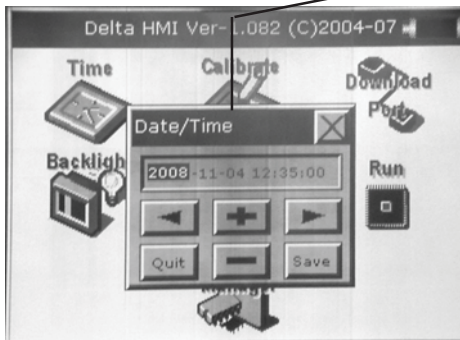 Delta HMI Ver-1.082 (C)2004-07
Time
Calibrate
Download
Port
Date/Time
Backligh
2008-11-04 12:35:00
Run
Quit
Save